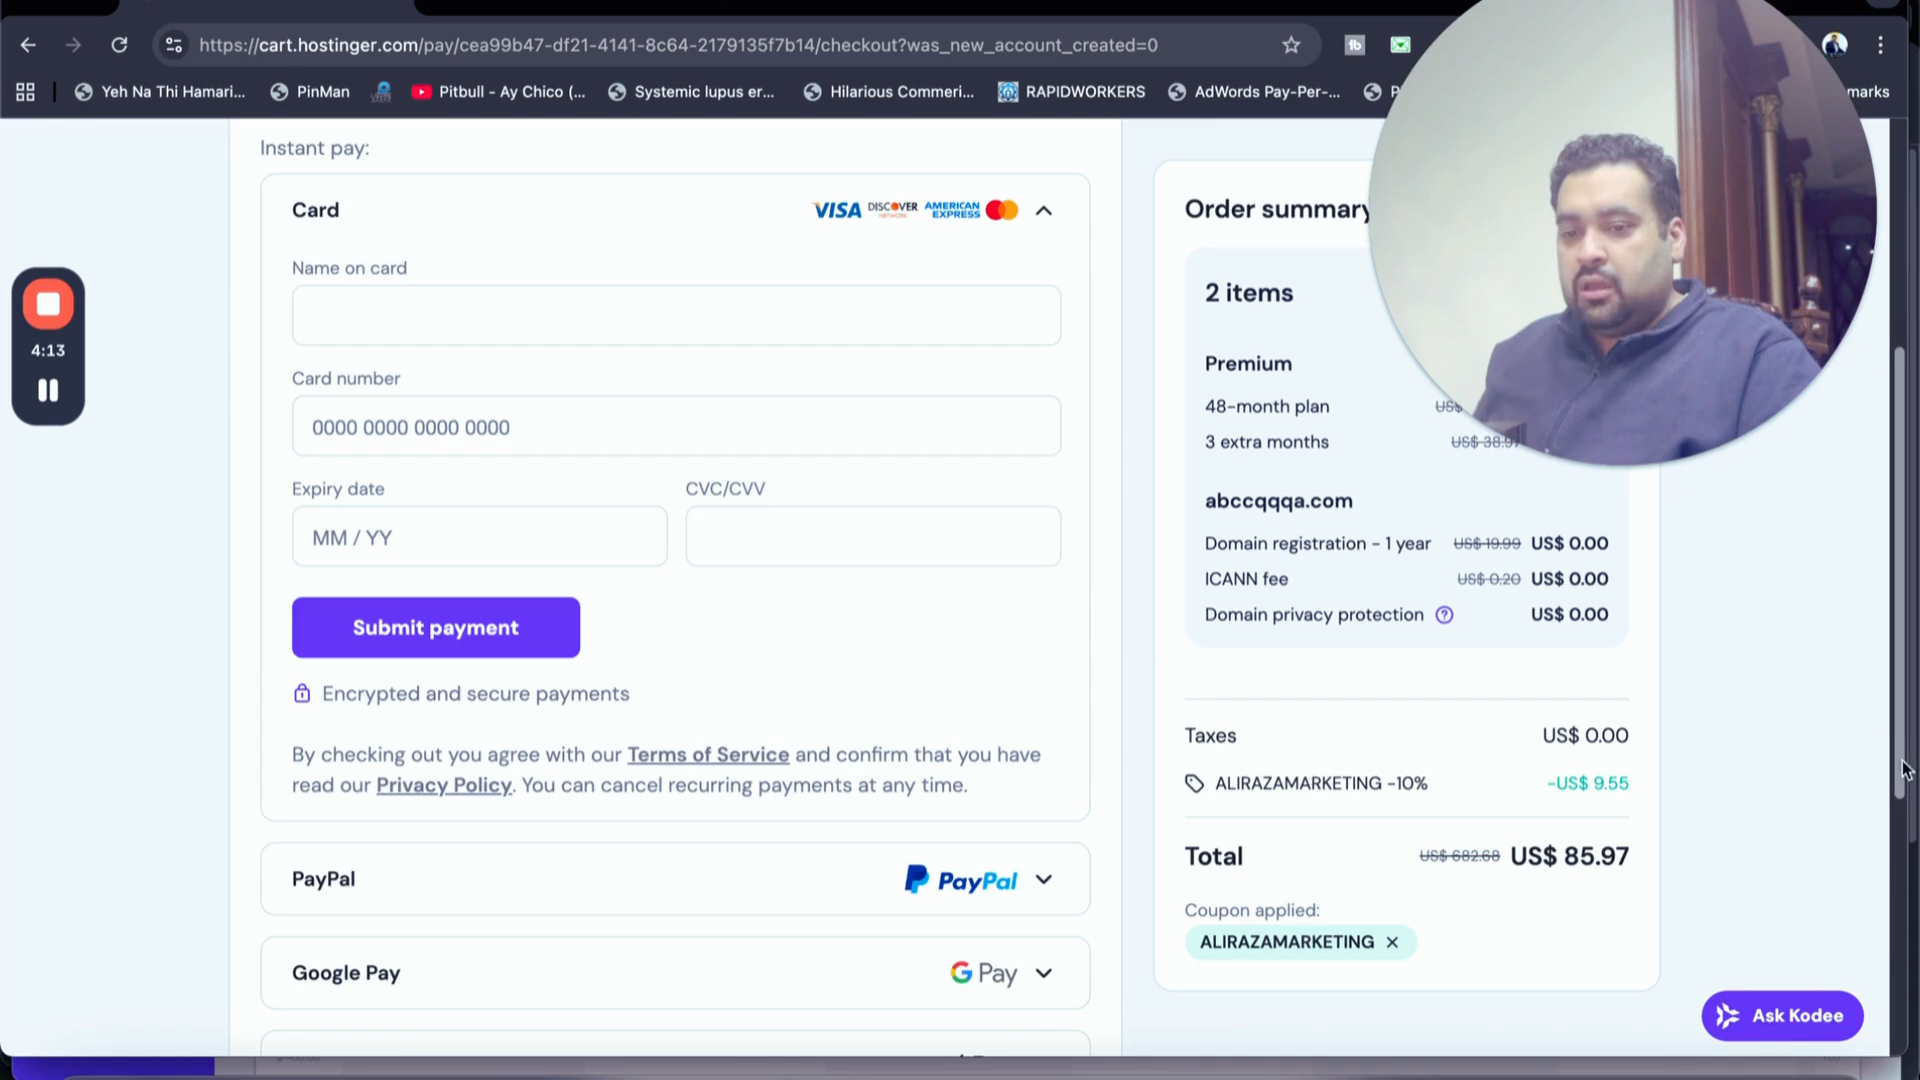 https://cart.hostinger.com/pay/cea99b47-df21-4141-8c64-2179135f7b14/checkout?was_new_account_created=0
Yeh Na Thi Hamari...
PinMan
Pitbull - Ay Chico (...
Systemic lupus er...
Hilarious Commeri...
RAPIDWORKERS
AdWords Pay-Per-...
marks
Instant pay:
Card
VISA
DISCOVER
AMERICAN EXPRESS
Name on card
Card number
0000 0000 0000 0000
Expiry date
CVC/CVV
MM / YY
Submit payment
Encrypted and secure payments
By checking out you agree with our Terms of Service and confirm that you have
read our Privacy Policy. You can cancel recurring payments at any time.
PayPal
PayPal
Google Pay
G Pay
4:13
Order summary
2 items
Premium
48-month plan US$
3 extra months US$ 38.97
abccqqqa.com
Domain registration - 1 year US$ 19.99 US$ 0.00
ICANN fee US$ 0.20 US$ 0.00
Domain privacy protection ? US$ 0.00
Taxes US$ 0.00
ALIRAZAMARKETING -10% -US$ 9.55
Total US$ 682.68 US$ 85.97
Coupon applied:
ALIRAZAMARKETING
Ask Kodee